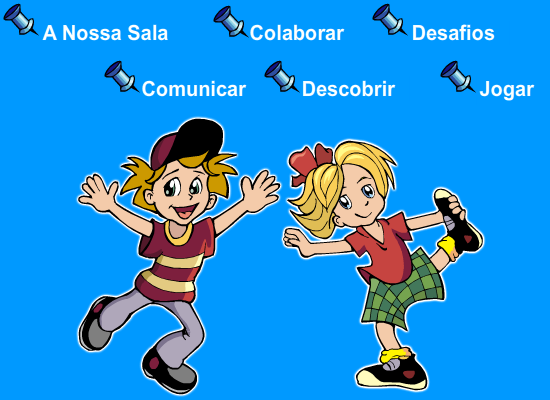 A Nossa Sala Colaborar Desafios
Comunicar Descobrir Jogar